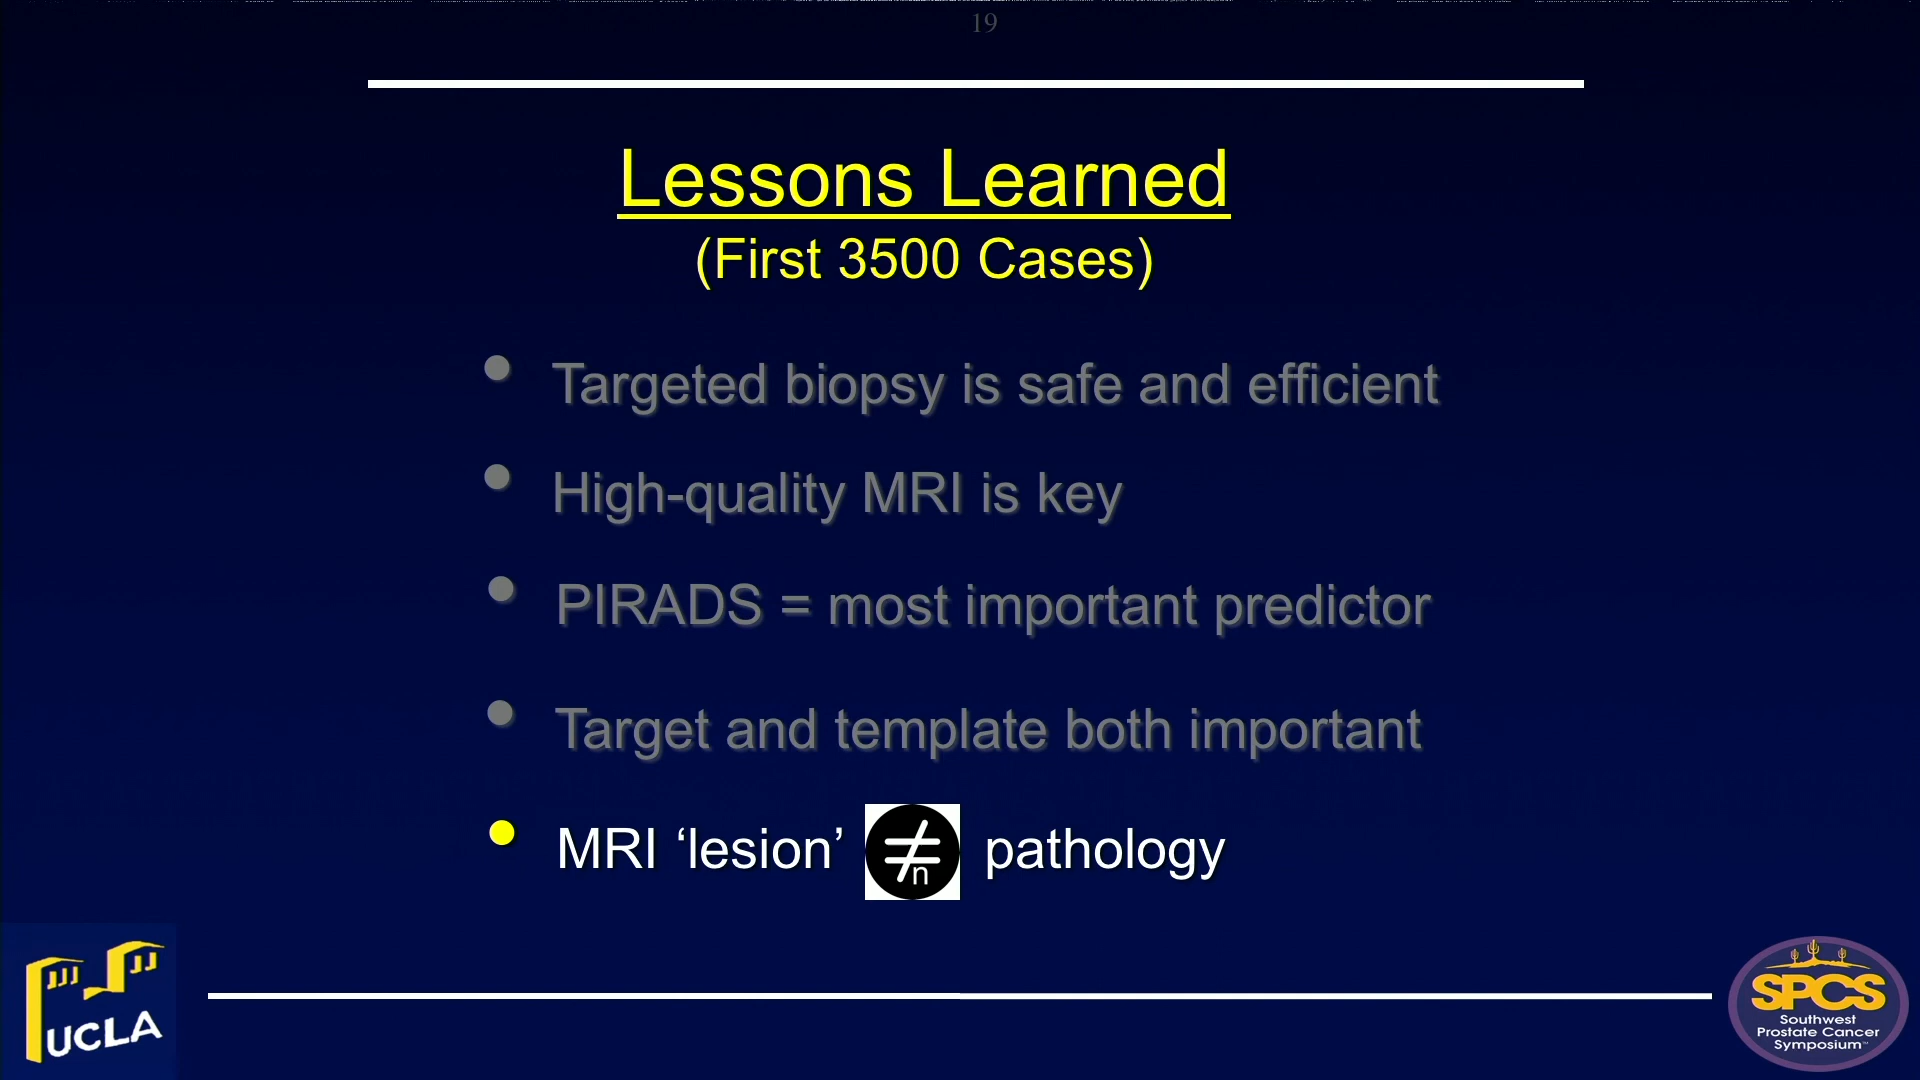 19
Lessons Learned
(First 3500 Cases)
• Targeted biopsy is safe and efficient
• High-quality MRI is key
• PIRADS = most important predictor
• Target and template both important
• MRI ‘lesion’ ≠n pathology
UCLA
SPCS
Southwest
Prostate Cancer
Symposium™